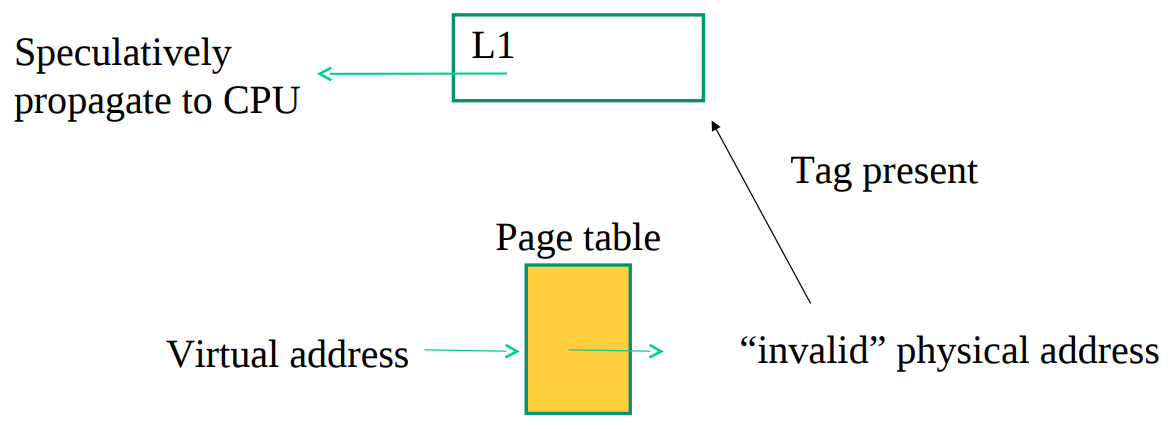 Speculatively
propagate to CPU
L1
Tag present
Page table
Virtual address
“invalid” physical address